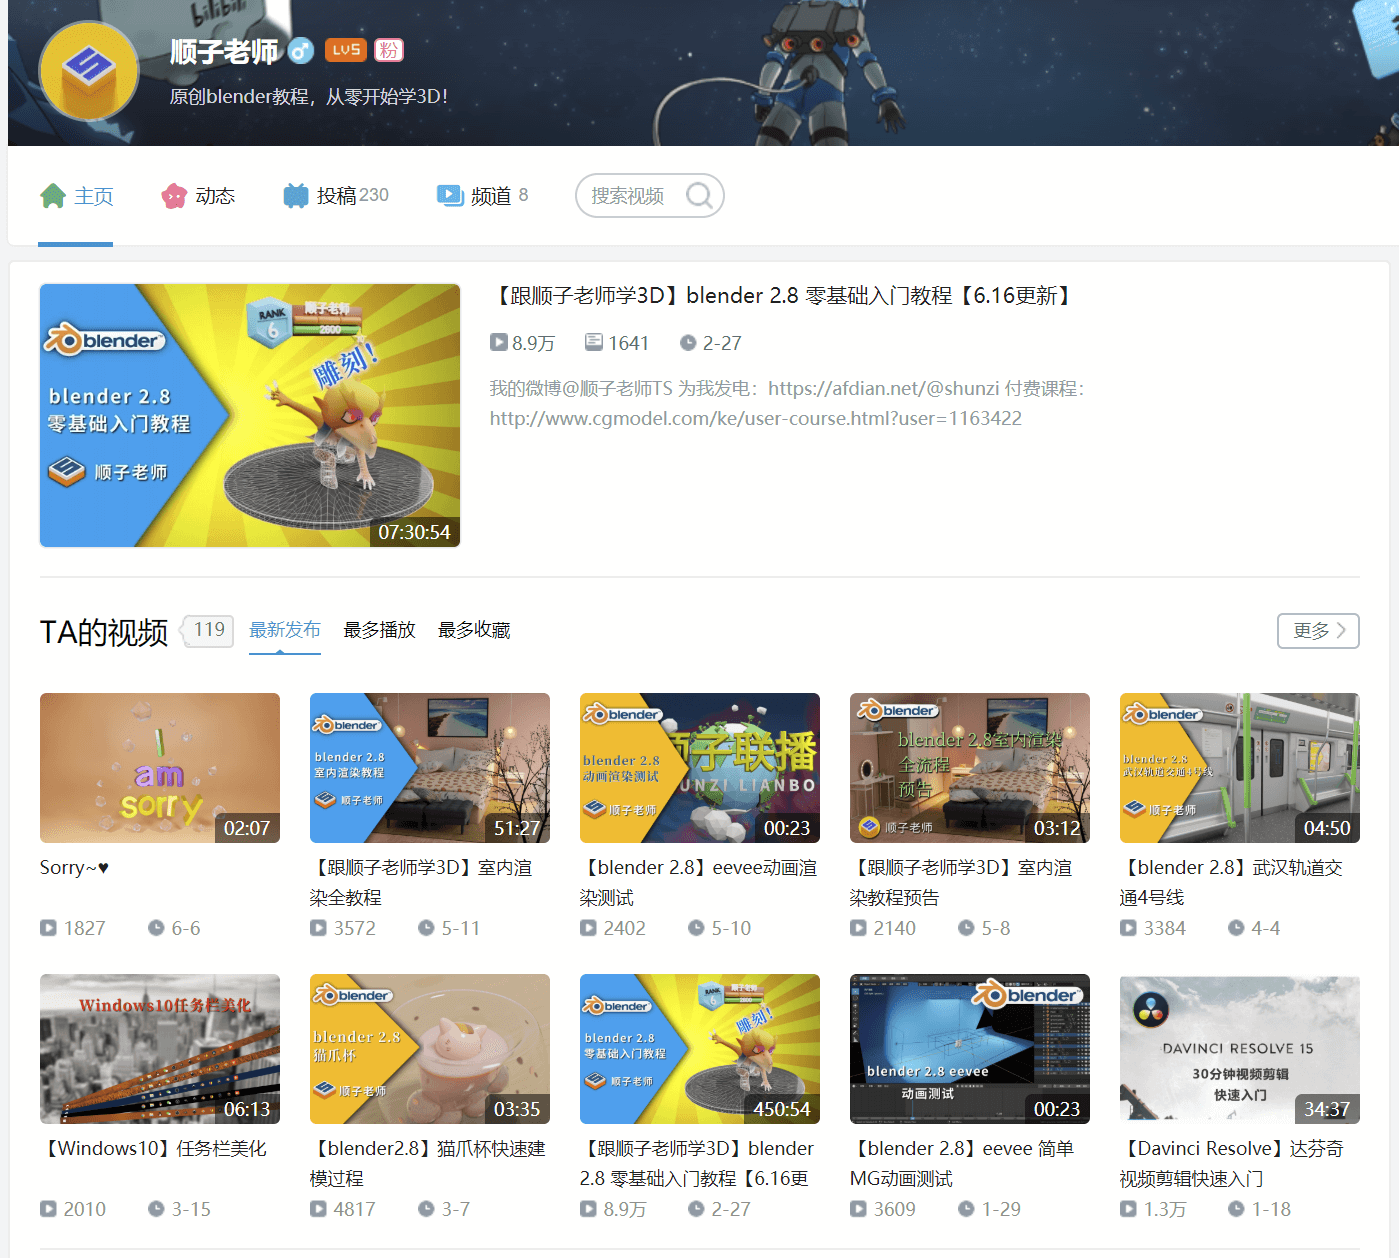 bilibili
顺子老师 LV5 粉
原创blender教程，从零开始学3D！
主页 动态 投稿 230 频道 8 搜索视频
【跟顺子老师学3D】blender 2.8 零基础入门教程【6.16更新】
8.9万 1641 2-27
我的微博@顺子老师TS 为我发电：https://afdian.net/@shunzi 付费课程：
http://www.cgmodel.com/ke/user-course.html?user=1163422
RANK 6 顺子老师 2600
雕刻！
blender
blender 2.8
零基础入门教程
顺子老师
07:30:54
TA的视频 119 最新发布 最多播放 最多收藏 更多
I
am
sorry
02:07
blender
blender 2.8
室内渲染教程
顺子老师
51:27
blender
blender 2.8
动画渲染测试
顺子老师
顺子联播
UNZI LIANBO
00:23
blender
blender 2.8室内渲染
全流程
预告
顺子老师
03:12
blender
blender 2.8
武汉轨道交通4号线
顺子老师
04:50
Sorry~♥
1827 6-6
【跟顺子老师学3D】室内渲
染全教程
3572 5-11
【blender 2.8】eevee动画渲
染测试
2402 5-10
【跟顺子老师学3D】室内渲
染教程预告
2140 5-8
【blender 2.8】武汉轨道交
通4号线
3384 4-4
Windows10任务栏美化
06:13
blender
blender 2.8
猫爪杯
顺子老师
03:35
blender
RANK 6 顺子老师 2600
雕刻！
blender 2.8
零基础入门教程
顺子老师
450:54
blender
blender 2.8 eevee
动画测试
00:23
DAVINCI RESOLVE 15
30分钟视频剪辑
快速入门
34:37
【Windows10】任务栏美化
2010 3-15
【blender2.8】猫爪杯快速建
模过程
4817 3-7
【跟顺子老师学3D】blender
2.8 零基础入门教程【6.16更
8.9万 2-27
【blender 2.8】eevee 简单
MG动画测试
3609 1-29
【Davinci Resolve】达芬奇
视频剪辑快速入门
1.3万 1-18